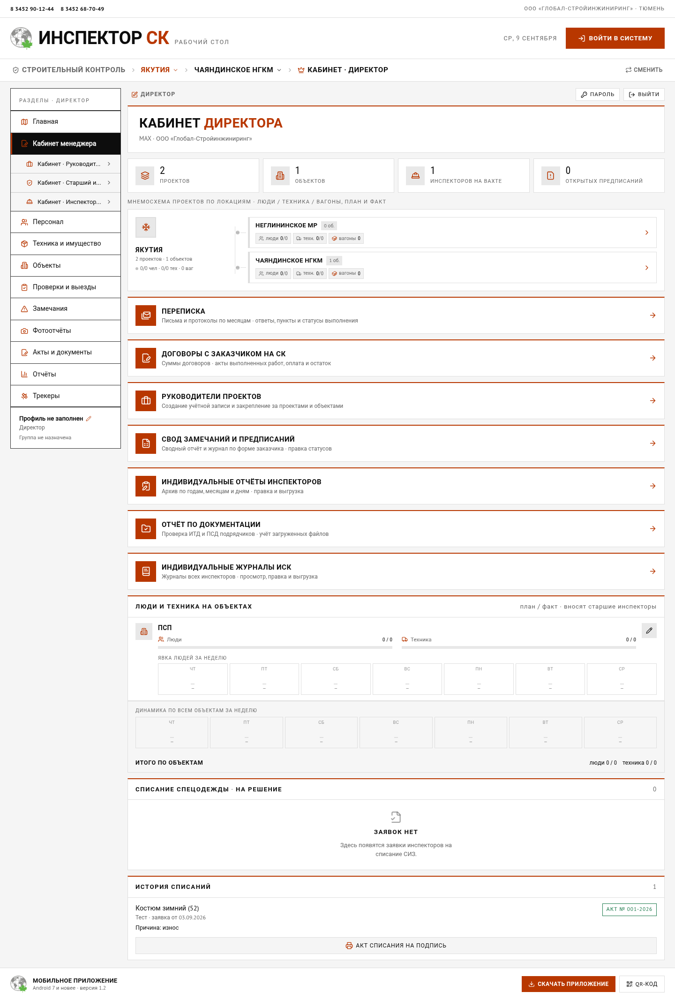 8 3452 90-12-44 8 3452 68-70-49
ООО «ГЛОБАЛ-СТРОЙИНЖИНИРИНГ» · ТЮМЕНЬ
ИНСПЕКТОР СК РАБОЧИЙ СТОЛ
СР, 9 СЕНТЯБРЯ
ВОЙТИ В СИСТЕМУ
СТРОИТЕЛЬНЫЙ КОНТРОЛЬ
ЯКУТИЯ
ЧАЯНДИНСКОЕ НГКМ
КАБИНЕТ · ДИРЕКТОР
СМЕНИТЬ
РАЗДЕЛЫ · ДИРЕКТОР
Главная
Кабинет менеджера
Кабинет · Руководит...
Кабинет · Старший и...
Кабинет · Инспектор...
Персонал
Техника и имущество
Объекты
Проверки и выезды
Замечания
Фотоотчёты
Акты и документы
Отчёты
Трекеры
Профиль не заполнен
Директор
Группа не назначена
ДИРЕКТОР
ПАРОЛЬ
ВЫЙТИ
КАБИНЕТ ДИРЕКТОРА
MAX · ООО «Глобал-Стройинжиниринг»
2
ПРОЕКТОВ
1
ОБЪЕКТОВ
1
ИНСПЕКТОРОВ НА ВАХТЕ
0
ОТКРЫТЫХ ПРЕДПИСАНИЙ
МНЕМОСХЕМА ПРОЕКТОВ ПО ЛОКАЦИЯМ · ЛЮДИ / ТЕХНИКА / ВАГОНЫ, ПЛАН И ФАКТ
ЯКУТИЯ
2 проектов · 1 объектов
0/0 чел · 0/0 тех · 0 ваг
НЕГЛИНИНСКОЕ МР 0 об.
люди 0/0 техн. 0/0 вагоны 0
ЧАЯНДИНСКОЕ НГКМ 1 об.
люди 0/0 техн. 0/0 вагоны 0
ПЕРЕПИСКА
Письма и протоколы по месяцам · ответы, пункты и статусы выполнения
ДОГОВОРЫ С ЗАКАЗЧИКОМ НА СК
Суммы договоров · акты выполненных работ, оплата и остаток
РУКОВОДИТЕЛИ ПРОЕКТОВ
Создание учётной записи и закрепление за проектами и объектами
СВОД ЗАМЕЧАНИЙ И ПРЕДПИСАНИЙ
Сводный отчёт и журнал по форме заказчика · правка статусов
ИНДИВИДУАЛЬНЫЕ ОТЧЁТЫ ИНСПЕКТОРОВ
Архив по годам, месяцам и дням · правка и выгрузка
ОТЧЁТ ПО ДОКУМЕНТАЦИИ
Проверка ИТД и ПСД подрядчиков · учёт загруженных файлов
ИНДИВИДУАЛЬНЫЕ ЖУРНАЛЫ ИСК
Журналы всех инспекторов · просмотр, правка и выгрузка
ЛЮДИ И ТЕХНИКА НА ОБЪЕКТАХ
план / факт · вносят старшие инспекторы
ПСП
Люди 0 / 0 Техника 0 / 0
ЯВКА ЛЮДЕЙ ЗА НЕДЕЛЮ
ЧТ ПТ СБ ВС ПН ВТ СР
– – – – – – –
ДИНАМИКА ПО ВСЕМ ОБЪЕКТАМ ЗА НЕДЕЛЮ
ЧТ ПТ СБ ВС ПН ВТ СР
– – – – – – –
ИТОГО ПО ОБЪЕКТАМ
люди 0 / 0 техника 0 / 0
СПИСАНИЕ СПЕЦОДЕЖДЫ · НА РЕШЕНИЕ
0
ЗАЯВОК НЕТ
Здесь появятся заявки инспекторов на
списание СИЗ.
ИСТОРИЯ СПИСАНИЙ
1
Костюм зимний (52)
АКТ № 001-2026
Тест · заявка от 03.09.2026
Причина: износ
АКТ СПИСАНИЯ НА ПОДПИСЬ
МОБИЛЬНОЕ ПРИЛОЖЕНИЕ
Android 7 и новее · версия 1.2
СКАЧАТЬ ПРИЛОЖЕНИЕ
QR-КОД